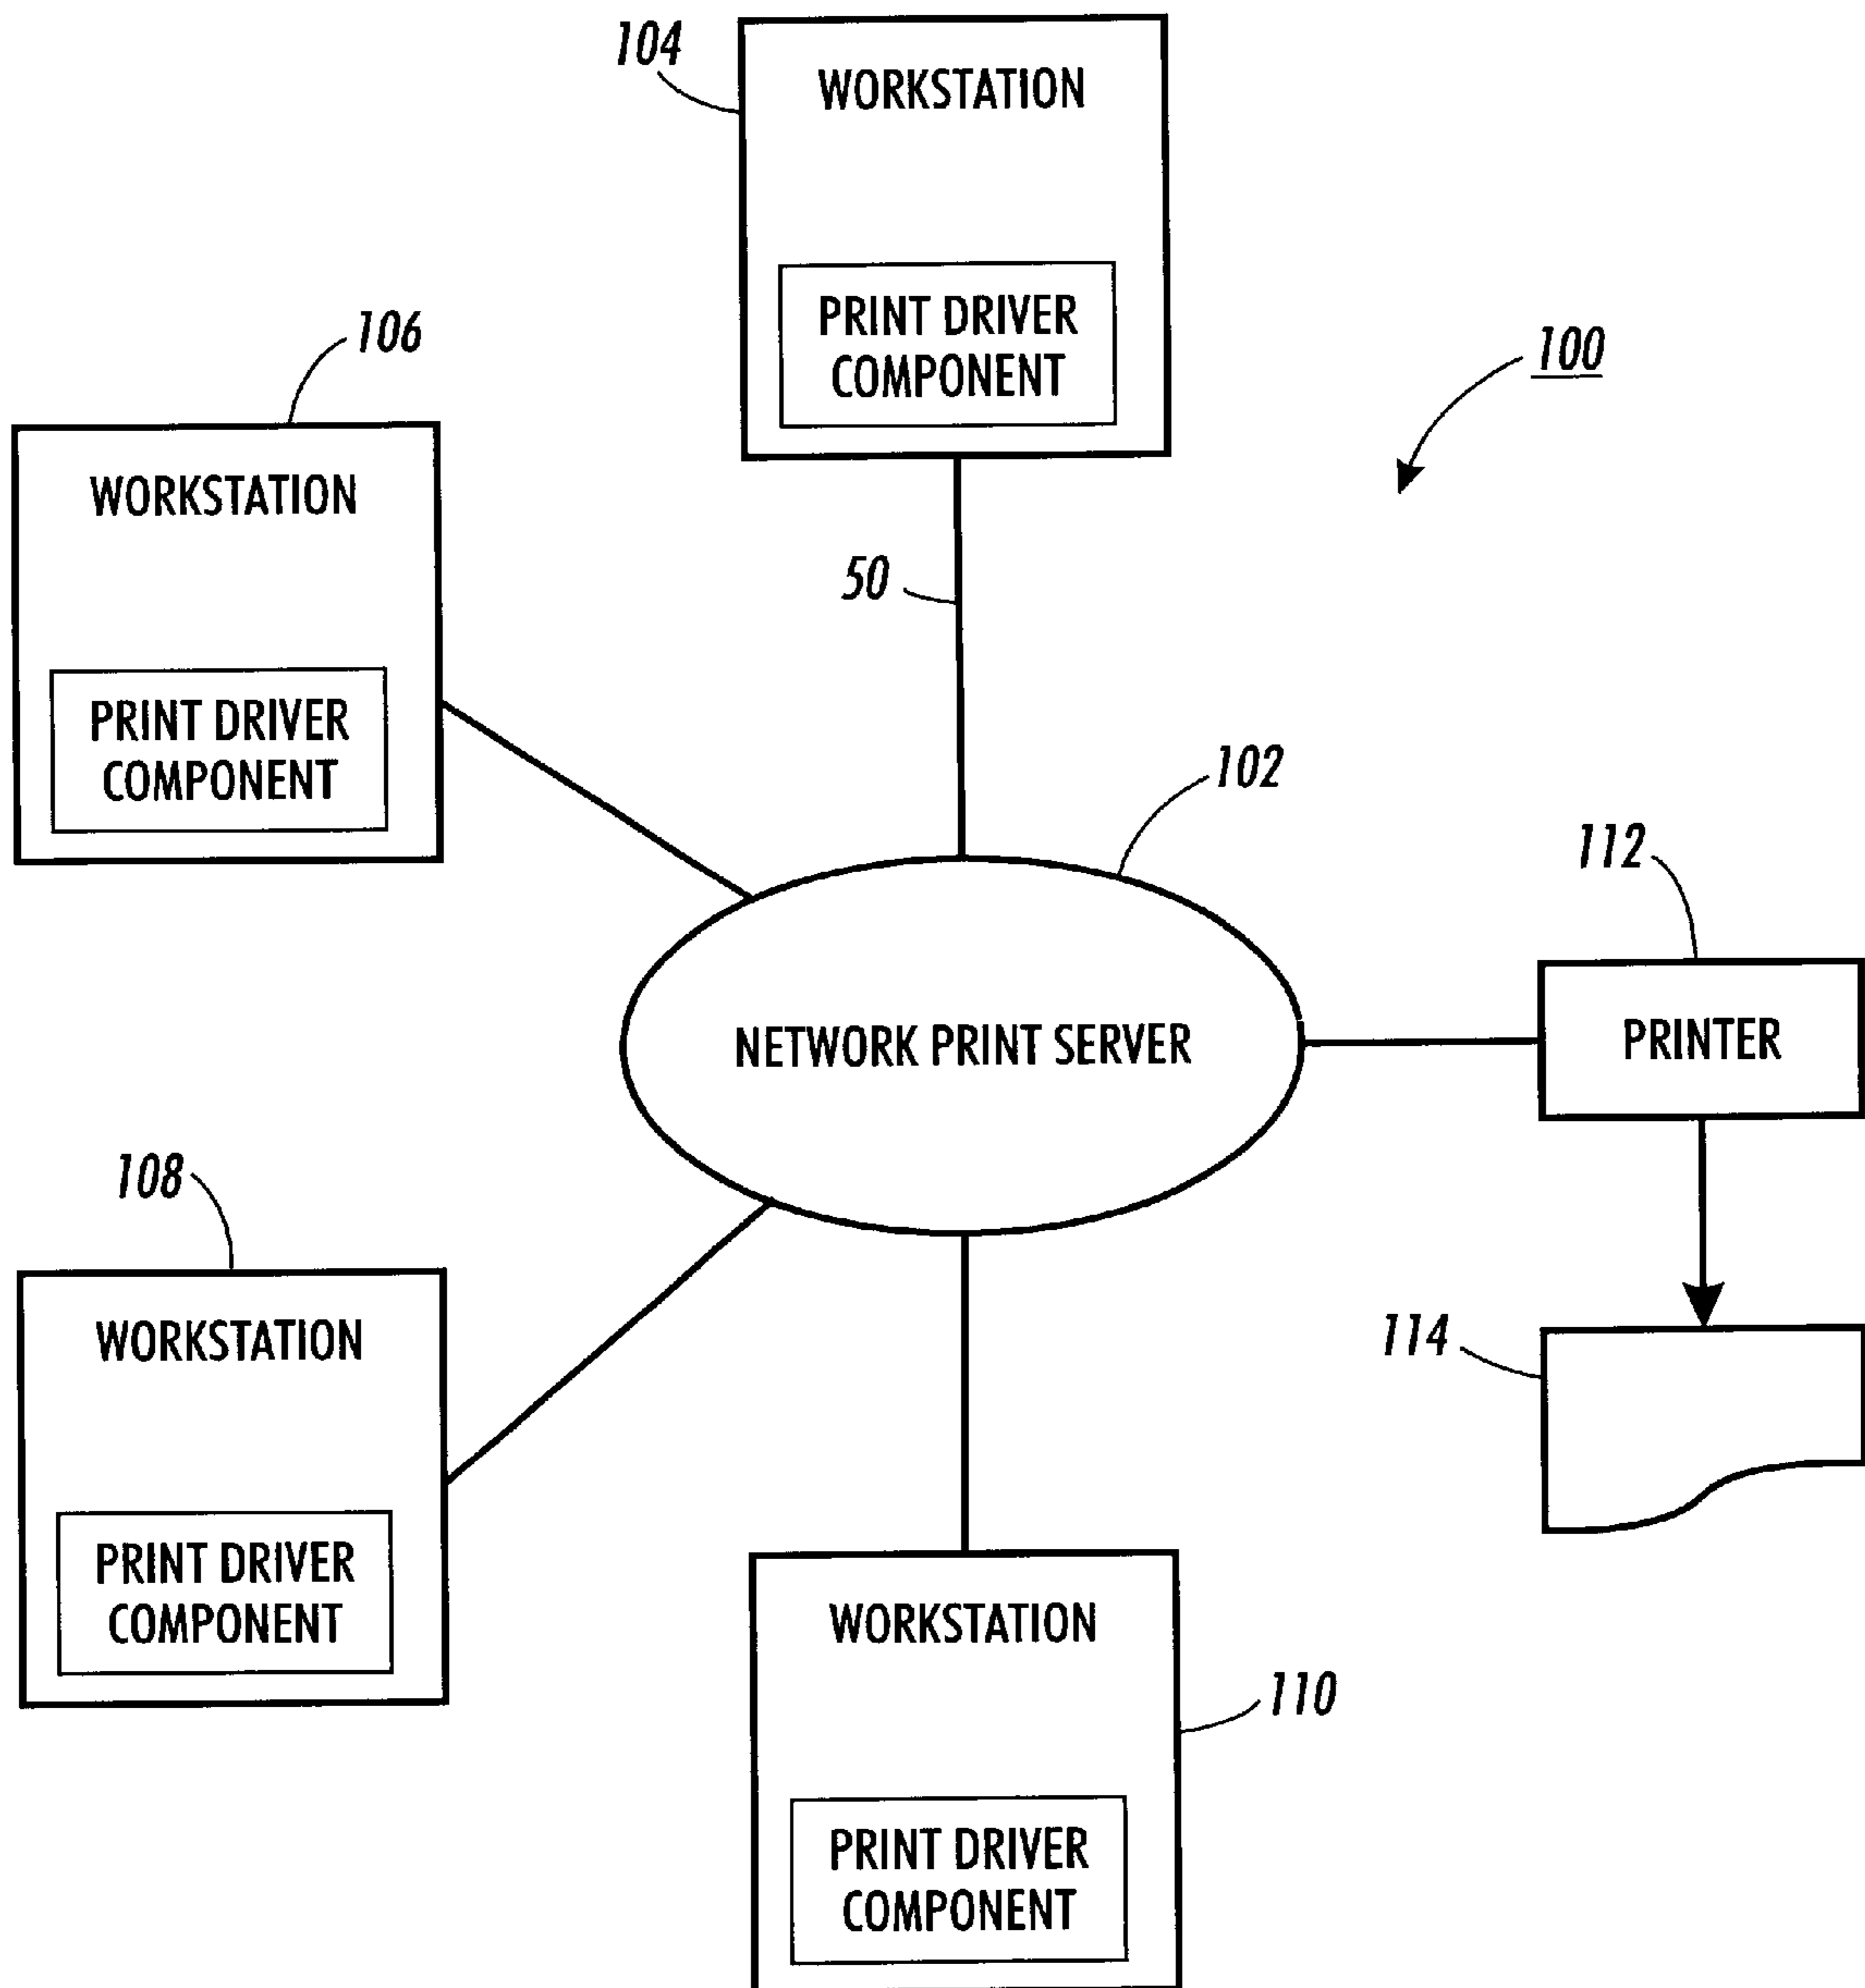 104
WORKSTATION
PRINT DRIVER
COMPONENT
106
100
WORKSTATION
50
PRINT DRIVER
COMPONENT
102
112
NETWORK PRINT SERVER
PRINTER
108
WORKSTATION
114
PRINT DRIVER
COMPONENT
WORKSTATION
110
PRINT DRIVER
COMPONENT